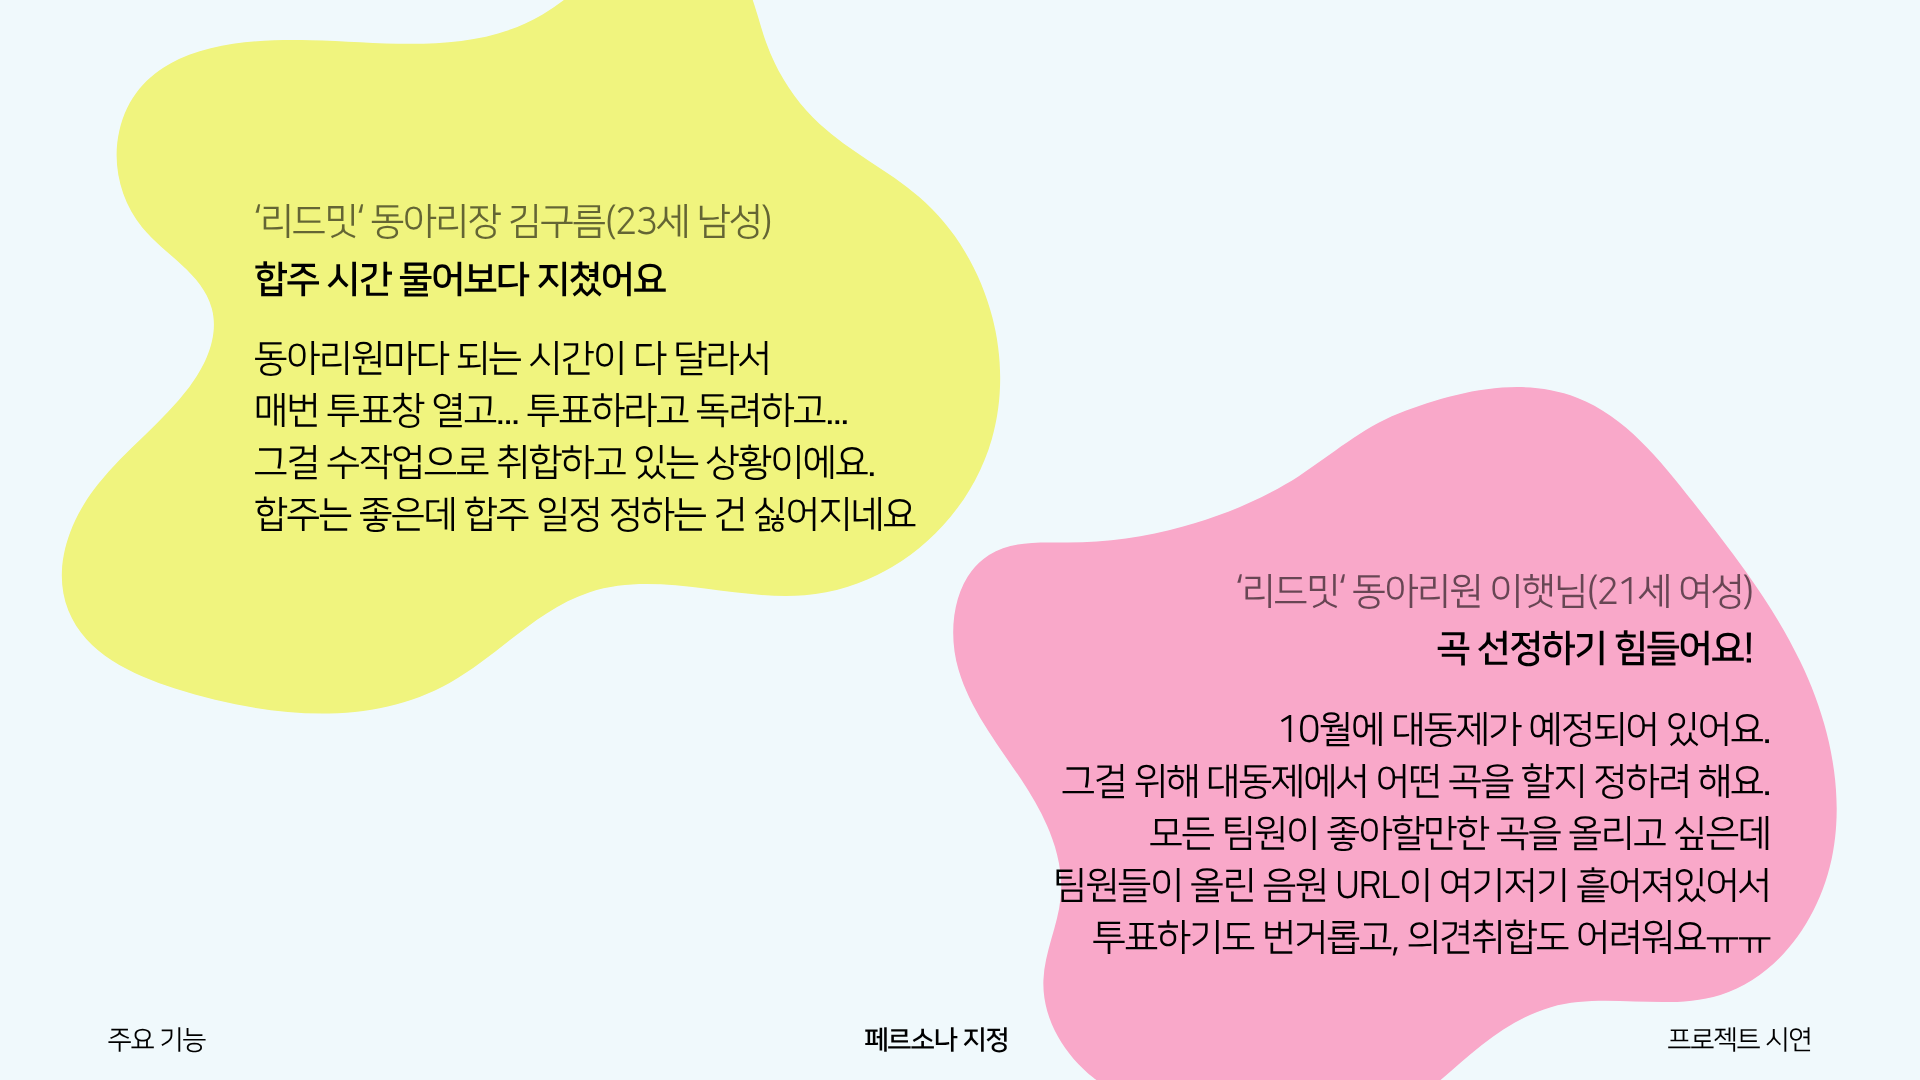 ‘리드밋‘ 동아리장 김구름(23세 남성)
합주 시간 물어보다 지쳤어요
동아리원마다 되는 시간이 다 달라서
매번 투표창 열고... 투표하라고 독려하고...
그걸 수작업으로 취합하고 있는 상황이에요.
합주는 좋은데 합주 일정 정하는 건 싫어지네요
‘리드밋‘ 동아리원 이햇님(21세 여성)
곡 선정하기 힘들어요!
10월에 대동제가 예정되어 있어요.
그걸 위해 대동제에서 어떤 곡을 할지 정하려 해요.
모든 팀원이 좋아할만한 곡을 올리고 싶은데
팀원들이 올린 음원 URL이 여기저기 흩어져있어서
투표하기도 번거롭고, 의견취합도 어려워요ㅠㅠ
주요 기능
페르소나 지정
프로젝트 시연